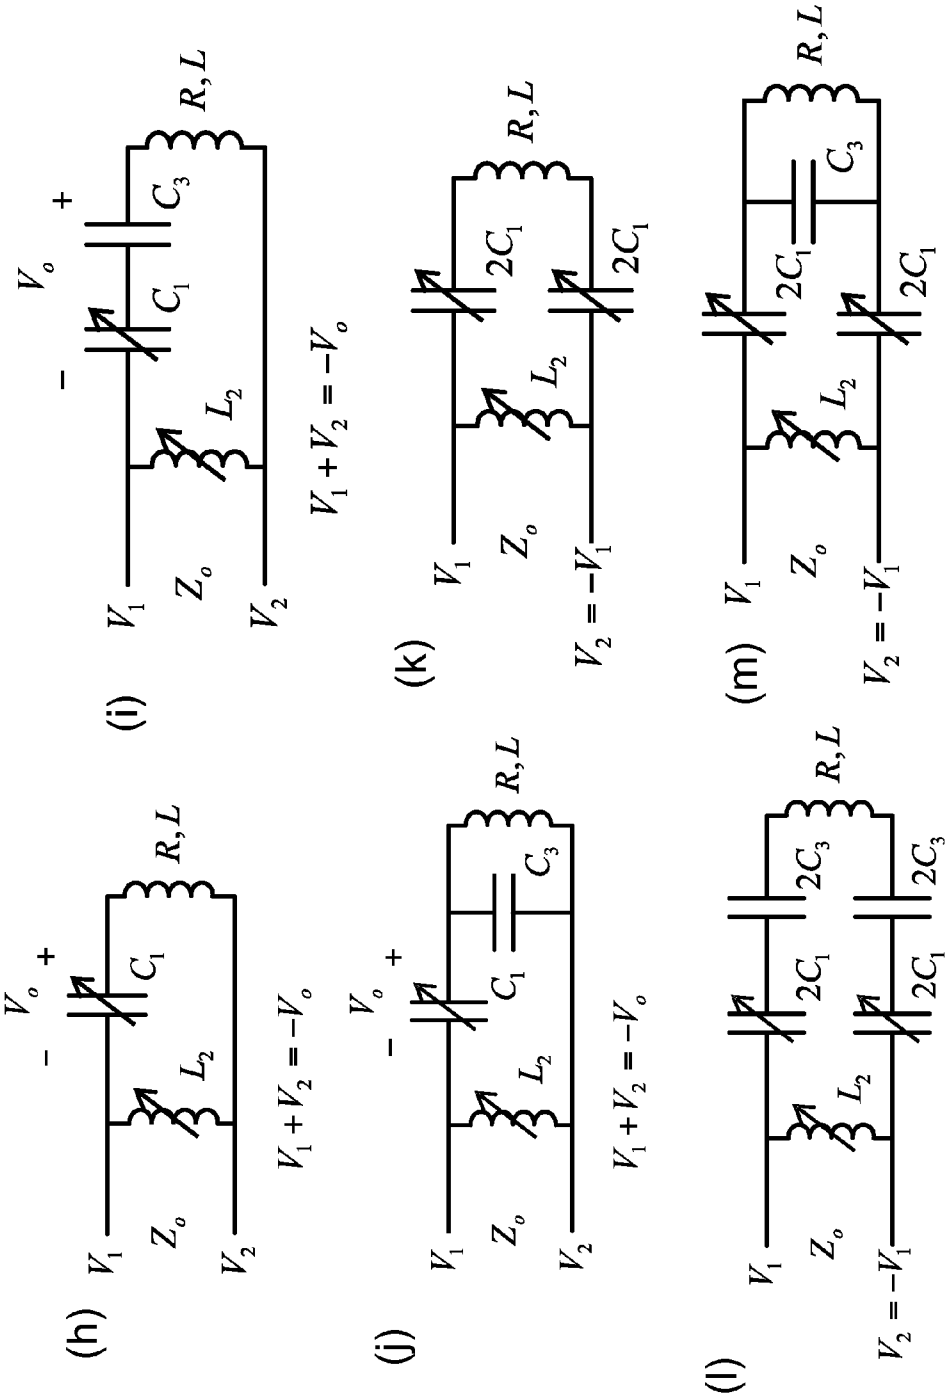 (h)
− V_o +
C_1
R, L
V_1
Z_o
L_2
V_2
V_1 + V_2 = −V_o
(i)
− V_o +
C_1
C_3
R, L
V_1
Z_o
L_2
V_2
V_1 + V_2 = −V_o
(j)
− V_o +
C_1
C_3
R, L
V_1
Z_o
L_2
V_2
V_1 + V_2 = −V_o
(k)
2C_1
R, L
V_1
Z_o
L_2
2C_1
V_2 = −V_1
(l)
2C_1
2C_3
R, L
V_1
Z_o
L_2
2C_1
2C_3
V_2 = −V_1
(m)
2C_1
C_3
R, L
V_1
Z_o
L_2
2C_1
V_2 = −V_1